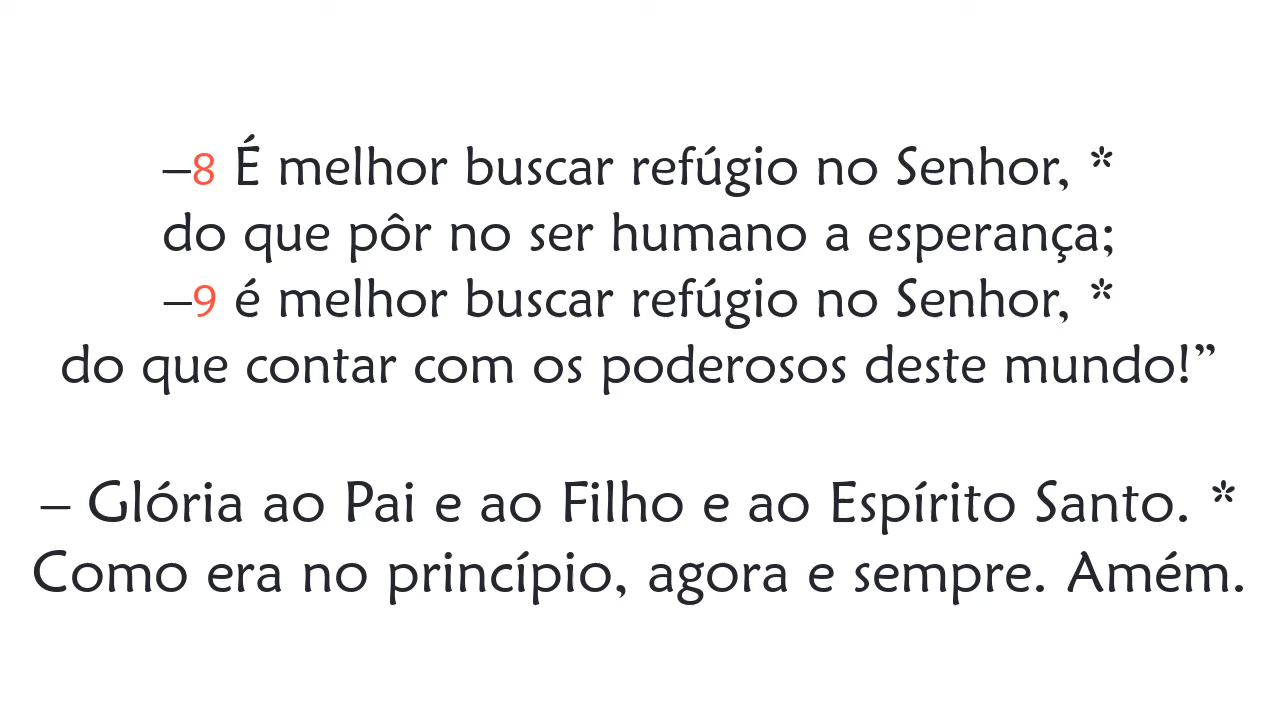 –8 É melhor buscar refúgio no Senhor, *
do que pôr no ser humano a esperança;
–9 é melhor buscar refúgio no Senhor, *
do que contar com os poderosos deste mundo!”
– Glória ao Pai e ao Filho e ao Espírito Santo. *
Como era no princípio, agora e sempre. Amém.